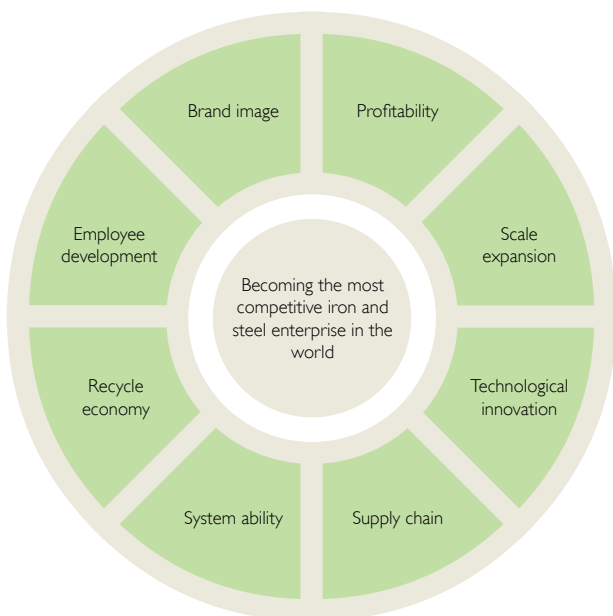 Brand image
Profitability
Employee
development
Scale
expansion
Becoming the most
competitive iron and
steel enterprise in the
world
Recycle
economy
Technological
innovation
System ability
Supply chain